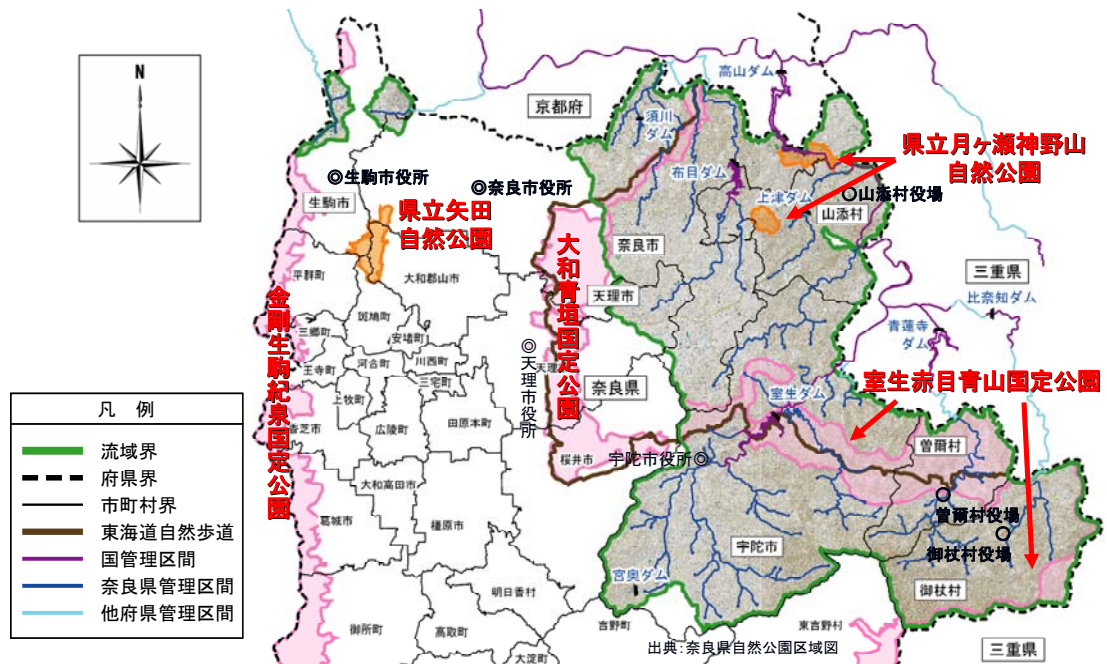 N
高山ダム
京都府
須川
ダム
県立月ヶ瀬神野山
自然公園
布目ダム
◎生駒市役所
◎奈良市役所
上津ダム
○山添村役場
生駒市
県立矢田
自然公園
山添村
大和青垣国定公園
奈良市
三重県
平群町
大和郡山市
金剛生駒紀泉国定公園
天理市
比奈知ダム
斑鳩町
青蓮寺
ダム
三郷町
安堵町
◎天理市役所
天理
河合町
川西町
王寺町
三宅町
奈良県
室生ダム
室生赤目青山国定公園
上牧町
凡 例
香芝市
広陵町
田原本町
曽爾村
流域界
桜井市
宇陀市役所◎
府県界
大和高田市
市町村界
葛城市
橿原市
曽爾村役場
東海道自然歩道
宇陀市
御杖村役場
国管理区間
宮奥ダム
奈良県管理区間
明日香村
御杖村
他府県管理区間
御所町
高取町
吉野町
東吉野村
出典:奈良県自然公園区域図
三重県
大淀町